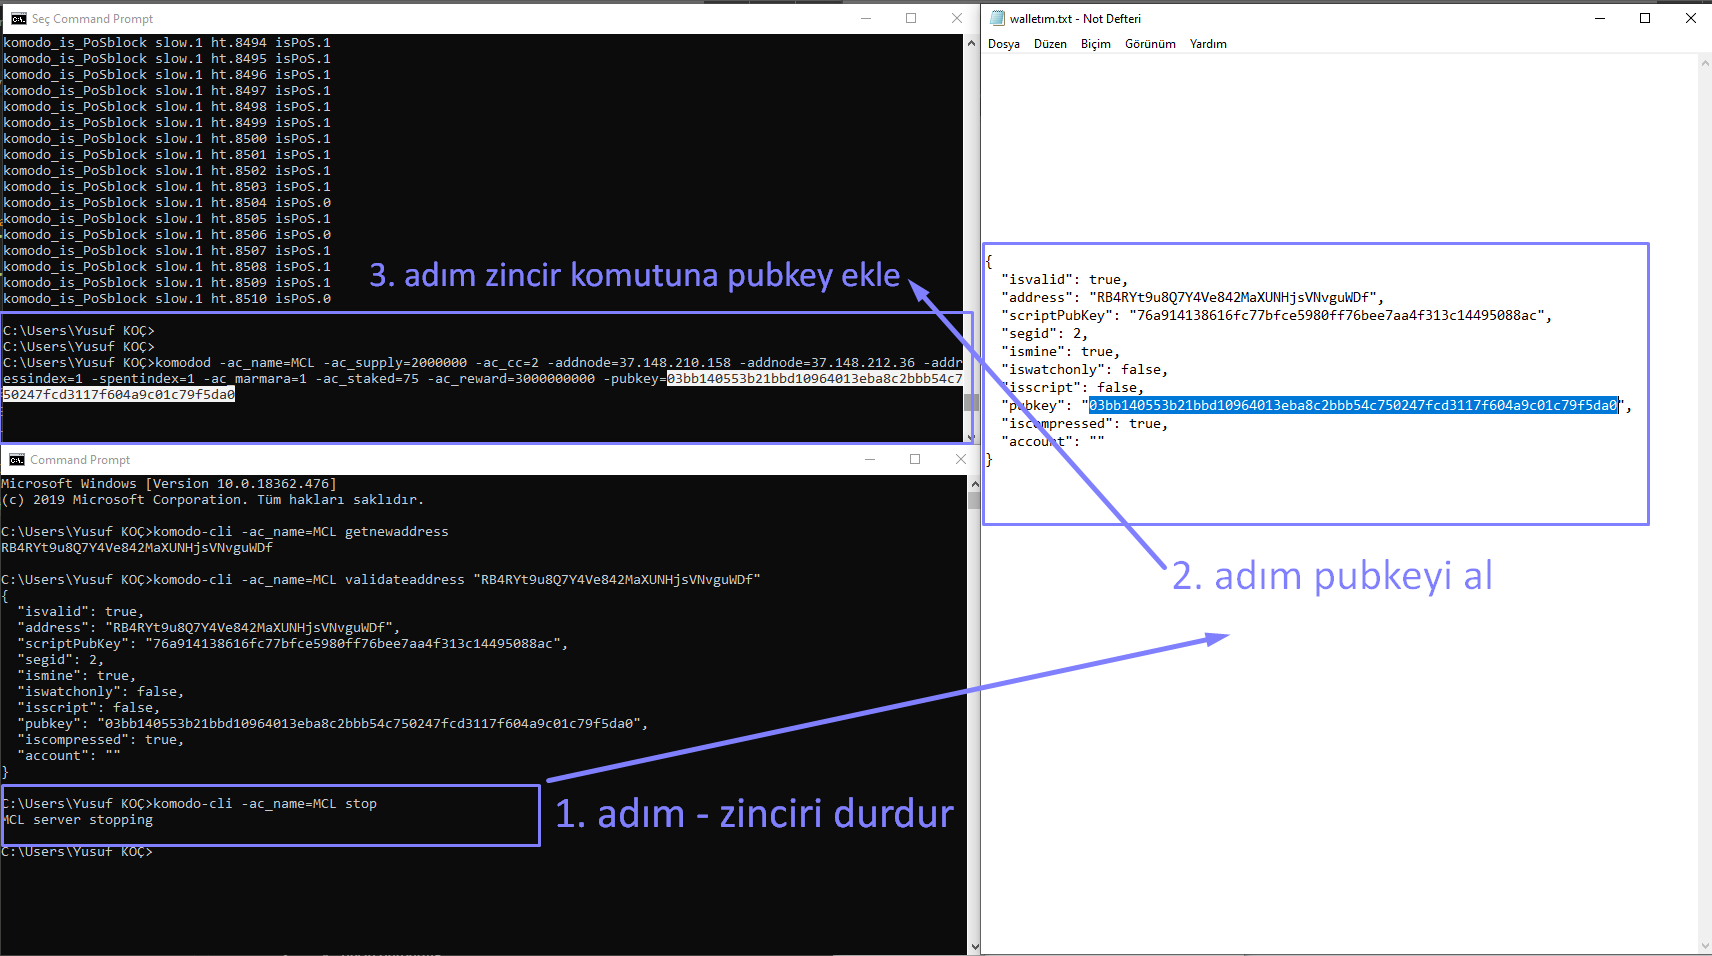 Seç Command Prompt
komodo_is_PoSblock slow.1 ht.8494 isPoS.1
komodo_is_PoSblock slow.1 ht.8495 isPoS.1
komodo_is_PoSblock slow.1 ht.8496 isPoS.1
komodo_is_PoSblock slow.1 ht.8497 isPoS.1
komodo_is_PoSblock slow.1 ht.8498 isPoS.1
komodo_is_PoSblock slow.1 ht.8499 isPoS.1
komodo_is_PoSblock slow.1 ht.8500 isPoS.1
komodo_is_PoSblock slow.1 ht.8501 isPoS.1
komodo_is_PoSblock slow.1 ht.8502 isPoS.1
komodo_is_PoSblock slow.1 ht.8503 isPoS.1
komodo_is_PoSblock slow.1 ht.8504 isPoS.0
komodo_is_PoSblock slow.1 ht.8505 isPoS.1
komodo_is_PoSblock slow.1 ht.8506 isPoS.0
komodo_is_PoSblock slow.1 ht.8507 isPoS.1
komodo_is_PoSblock slow.1 ht.8508 isPoS.1
komodo_is_PoSblock slow.1 ht.8509 isPoS.1
komodo_is_PoSblock slow.1 ht.8510 isPoS.0
3. adım zincir komutuna pubkey ekle
C:\Users\Yusuf KOÇ>
C:\Users\Yusuf KOÇ>
C:\Users\Yusuf KOÇ>komodod -ac_name=MCL -ac_supply=2000000 -ac_cc=2 -addnode=37.148.210.158 -addnode=37.148.212.36 -addr
essindex=1 -spentindex=1 -ac_marmara=1 -ac_staked=75 -ac_reward=3000000000 -pubkey=03bb140553b21bbd10964013eba8c2bbb54c7
50247fcd3117f604a9c01c79f5da0
Command Prompt
Microsoft Windows [Version 10.0.18362.476]
(c) 2019 Microsoft Corporation. Tüm hakları saklıdır.
C:\Users\Yusuf KOÇ>komodo-cli -ac_name=MCL getnewaddress
RB4RYt9u8Q7Y4Ve842MaXUNHjsVNvguWDf
C:\Users\Yusuf KOÇ>komodo-cli -ac_name=MCL validateaddress "RB4RYt9u8Q7Y4Ve842MaXUNHjsVNvguWDf"
{
"isvalid": true,
"address": "RB4RYt9u8Q7Y4Ve842MaXUNHjsVNvguWDf",
"scriptPubKey": "76a914138616fc77bfce5980ff76bee7aa4f313c14495088ac",
"segid": 2,
"ismine": true,
"iswatchonly": false,
"isscript": false,
"pubkey": "03bb140553b21bbd10964013eba8c2bbb54c750247fcd3117f604a9c01c79f5da0",
"iscompressed": true,
"account": ""
}
C:\Users\Yusuf KOÇ>komodo-cli -ac_name=MCL stop
MCL server stopping
1. adım - zinciri durdur
C:\Users\Yusuf KOÇ>
walletım.txt - Not Defteri
Dosya Düzen Biçim Görünüm Yardım
{
"isvalid": true,
"address": "RB4RYt9u8Q7Y4Ve842MaXUNHjsVNvguWDf",
"scriptPubKey": "76a914138616fc77bfce5980ff76bee7aa4f313c14495088ac",
"segid": 2,
"ismine": true,
"iswatchonly": false,
"isscript": false,
"pubkey": "03bb140553b21bbd10964013eba8c2bbb54c750247fcd3117f604a9c01c79f5da0",
"iscompressed": true,
"account": ""
}
2. adım pubkeyi al